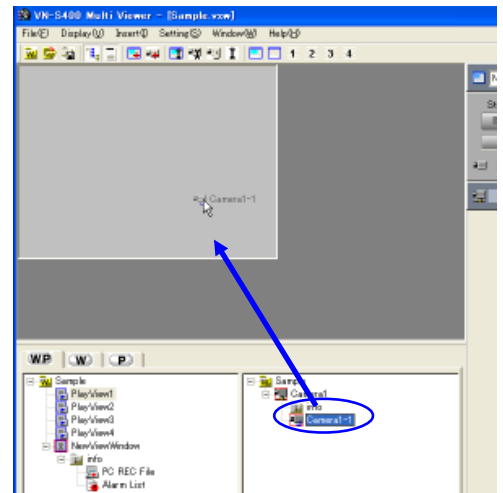 VN-S400 Multi Viewer - [Sample.vxw]
File(F) Display(V) Insert(I) Setting(S) Window(W) Help(H)
1 2 3 4
Camera1-1
WP W P
Sample
PlayView1
PlayView2
PlayView3
PlayView4
NewViewWindow
info
PC REC File
Alarm List
Sample
Camera1
info
Camera1-1